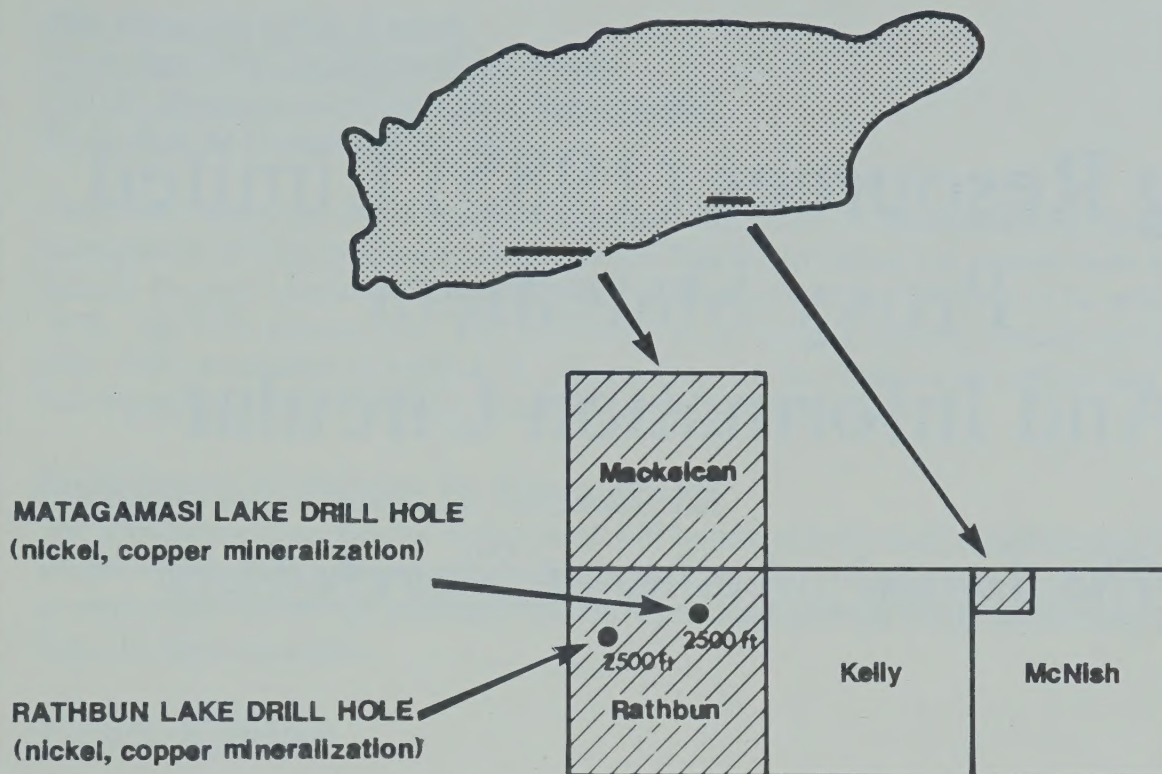 Mackelcan
MATAGAMASI LAKE DRILL HOLE
(nickel, copper mineralization)
2500 ft
2500 ft
Kelly
McNish
RATHBUN LAKE DRILL HOLE
Rathbun
(nickel, copper mineralization)